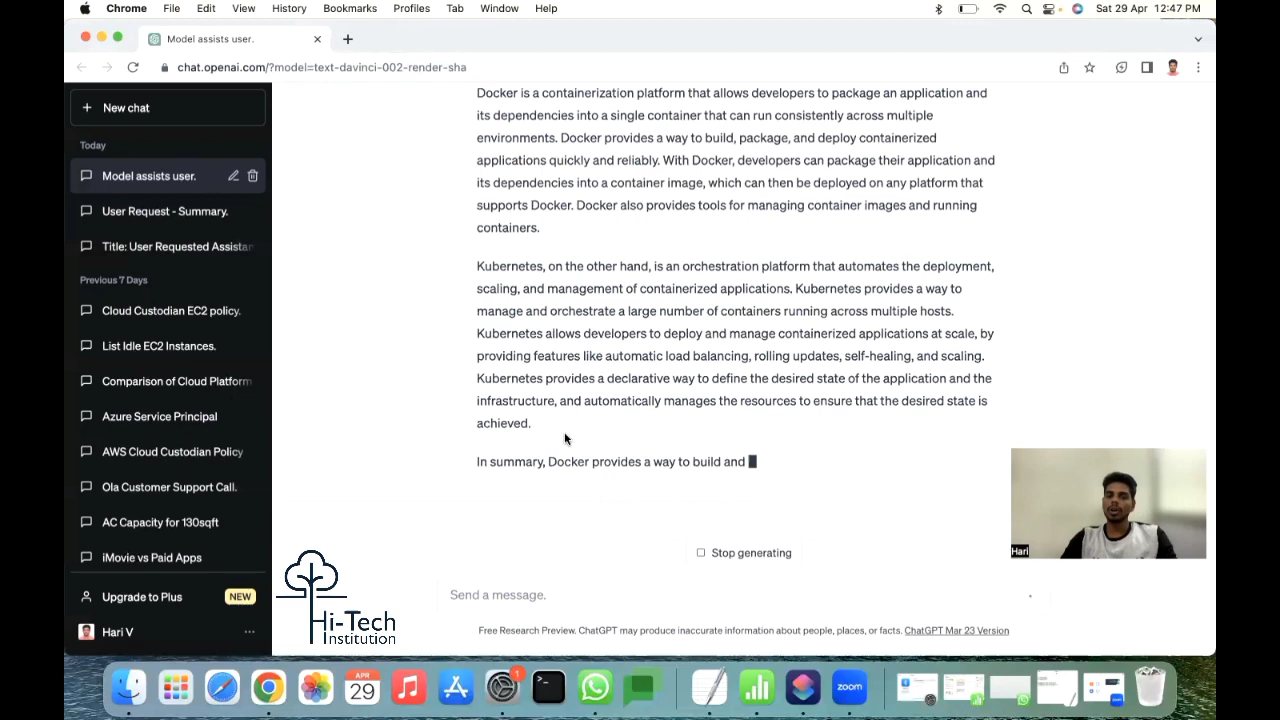 Chrome File Edit View History Bookmarks Profiles Tab Window Help Sat 29 Apr 12:47 PM
Model assists user.
chat.openai.com/?model=text-davinci-002-render-sha
New chat
Today
Model assists user.
User Request - Summary.
Title: User Requested Assistan
Previous 7 Days
Cloud Custodian EC2 policy.
List Idle EC2 Instances.
Comparison of Cloud Platform
Azure Service Principal
AWS Cloud Custodian Policy
Ola Customer Support Call.
AC Capacity for 130sqft
iMovie vs Paid Apps
Upgrade to Plus NEW
Hari V
Docker is a containerization platform that allows developers to package an application and
its dependencies into a single container that can run consistently across multiple
environments. Docker provides a way to build, package, and deploy containerized
applications quickly and reliably. With Docker, developers can package their application and
its dependencies into a container image, which can then be deployed on any platform that
supports Docker. Docker also provides tools for managing container images and running
containers.
Kubernetes, on the other hand, is an orchestration platform that automates the deployment,
scaling, and management of containerized applications. Kubernetes provides a way to
manage and orchestrate a large number of containers running across multiple hosts.
Kubernetes allows developers to deploy and manage containerized applications at scale, by
providing features like automatic load balancing, rolling updates, self-healing, and scaling.
Kubernetes provides a declarative way to define the desired state of the application and the
infrastructure, and automatically manages the resources to ensure that the desired state is
achieved.
In summary, Docker provides a way to build and
Stop generating
Send a message.
Free Research Preview. ChatGPT may produce inaccurate information about people, places, or facts. ChatGPT Mar 23 Version
Hari
Hi-Tech
Institution
APR
29
1
zoom